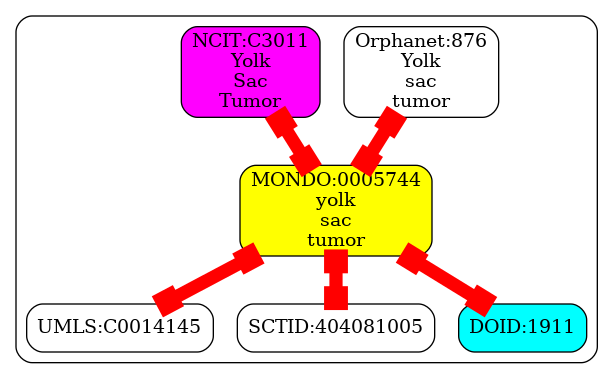 NCIT:C3011
Yolk
Sac
Tumor
Orphanet:876
Yolk
sac
tumor
MONDO:0005744
yolk
sac
tumor
UMLS:C0014145
SCTID:404081005
DOID:1911